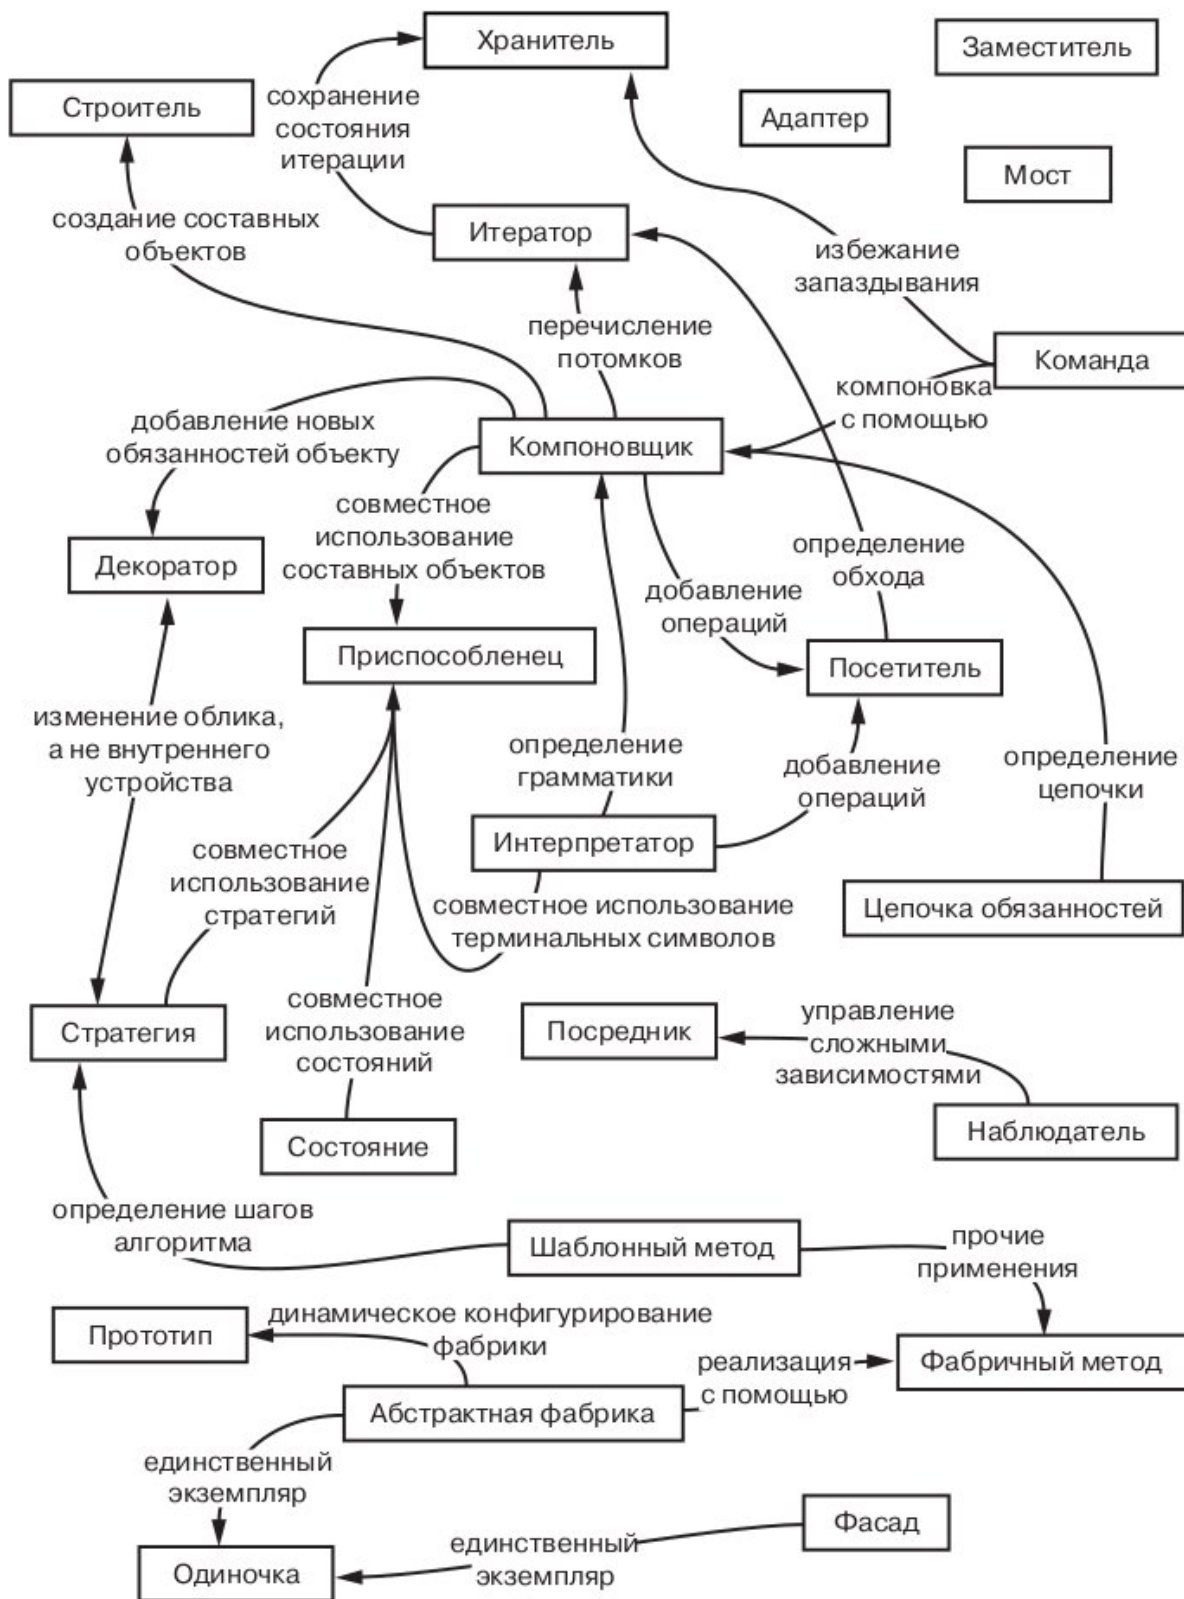 Хранитель
Заместитель
Строитель
сохранение
состояния
итерации
Адаптер
Мост
создание составных
объектов
Итератор
избежание
запаздывания
перечисление
потомков
Команда
компоновка
с помощью
добавление новых
обязанностей объекту
Компоновщик
совместное
использование
составных объектов
Декоратор
определение
обхода
добавление
операций
Приспособленец
Посетитель
изменение облика,
а не внутреннего
устройства
определение
грамматики
добавление
операций
определение
цепочки
Интерпретатор
совместное
использование
стратегий
совместное использование
терминальных символов
Цепочка обязанностей
Стратегия
совместное
использование
состояний
Посредник
управление
сложными
зависимостями
Состояние
Наблюдатель
определение шагов
алгоритма
Шаблонный метод
прочие
применения
Прототип
динамическое конфигурирование
фабрики
реализация
с помощью
Фабричный метод
Абстрактная фабрика
единственный
экземпляр
Фасад
единственный
экземпляр
Одиночка